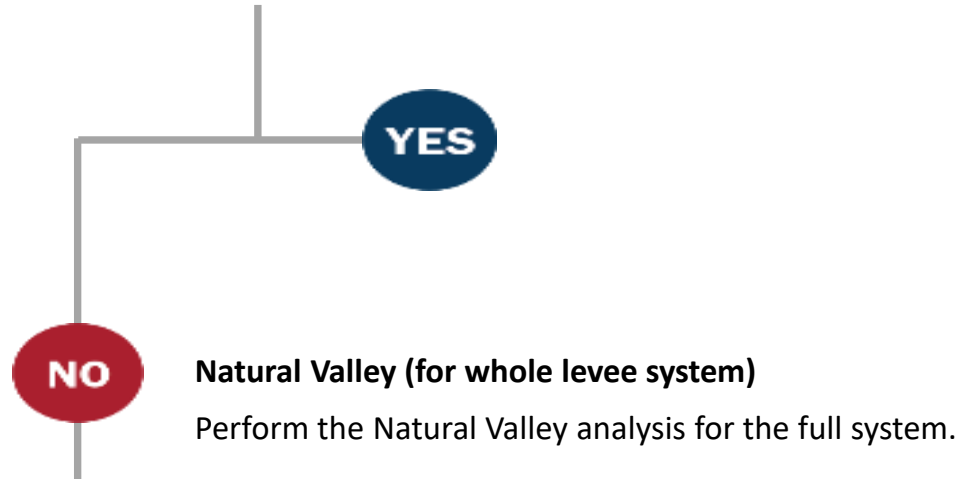 YES
NO
Natural Valley (for whole levee system)
Perform the Natural Valley analysis for the full system.